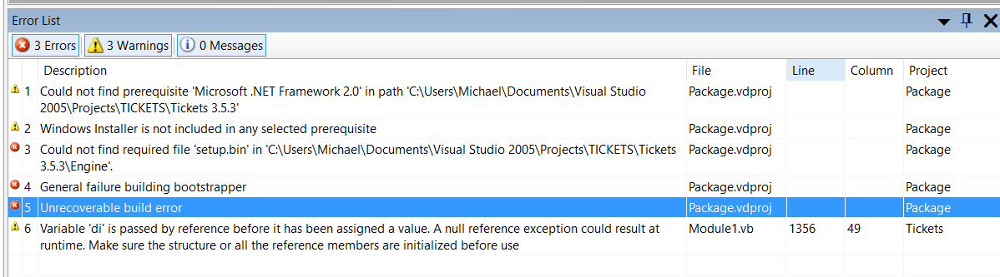 Error List
3 Errors 3 Warnings 0 Messages
Description File Line Column Project
1 Could not find prerequisite 'Microsoft .NET Framework 2.0' in path 'C:\Users\Michael\Documents\Visual Studio Package.vdproj Package
2005\Projects\TICKETS\Tickets 3.5.3'
2 Windows Installer is not included in any selected prerequisite Package.vdproj Package
3 Could not find required file 'setup.bin' in 'C:\Users\Michael\Documents\Visual Studio 2005\Projects\TICKETS\Tickets Package.vdproj Package
3.5.3\Engine'.
4 General failure building bootstrapper Package.vdproj Package
5 Unrecoverable build error Package.vdproj Package
6 Variable 'di' is passed by reference before it has been assigned a value. A null reference exception could result at Module1.vb 1356 49 Tickets
runtime. Make sure the structure or all the reference members are initialized before use